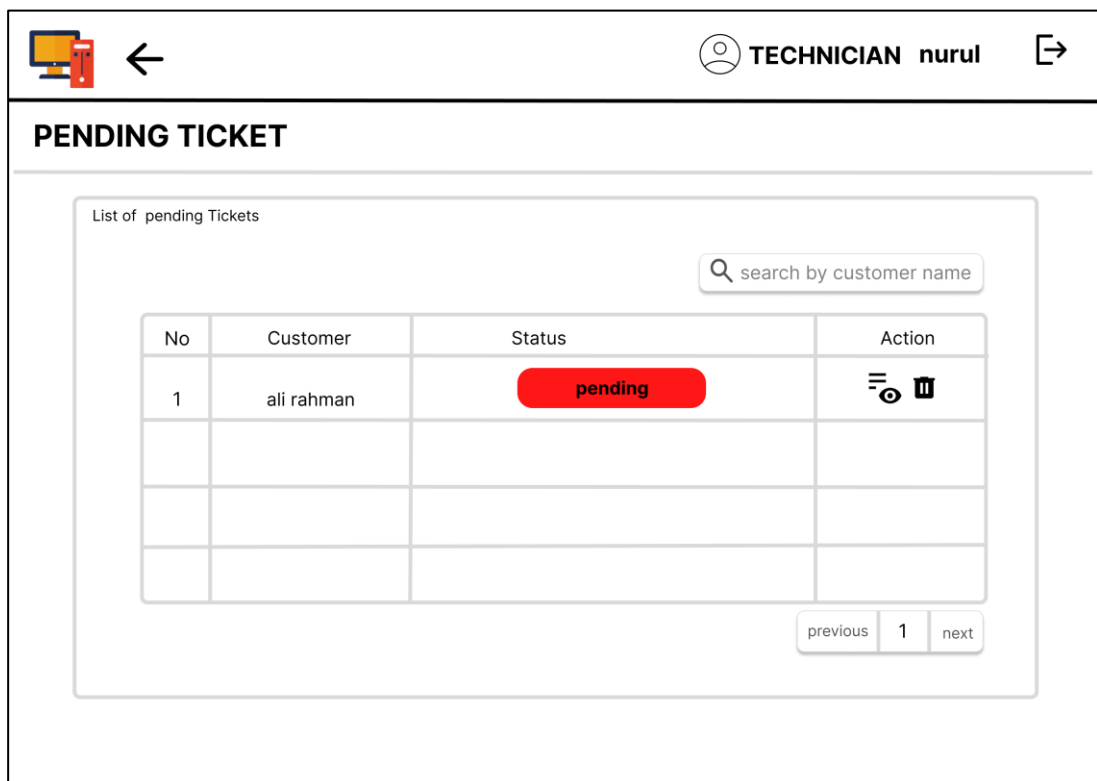 TECHNICIAN nurul
PENDING TICKET
List of pending Tickets
search by customer name
No Customer Status Action
1 ali rahman pending
previous 1 next